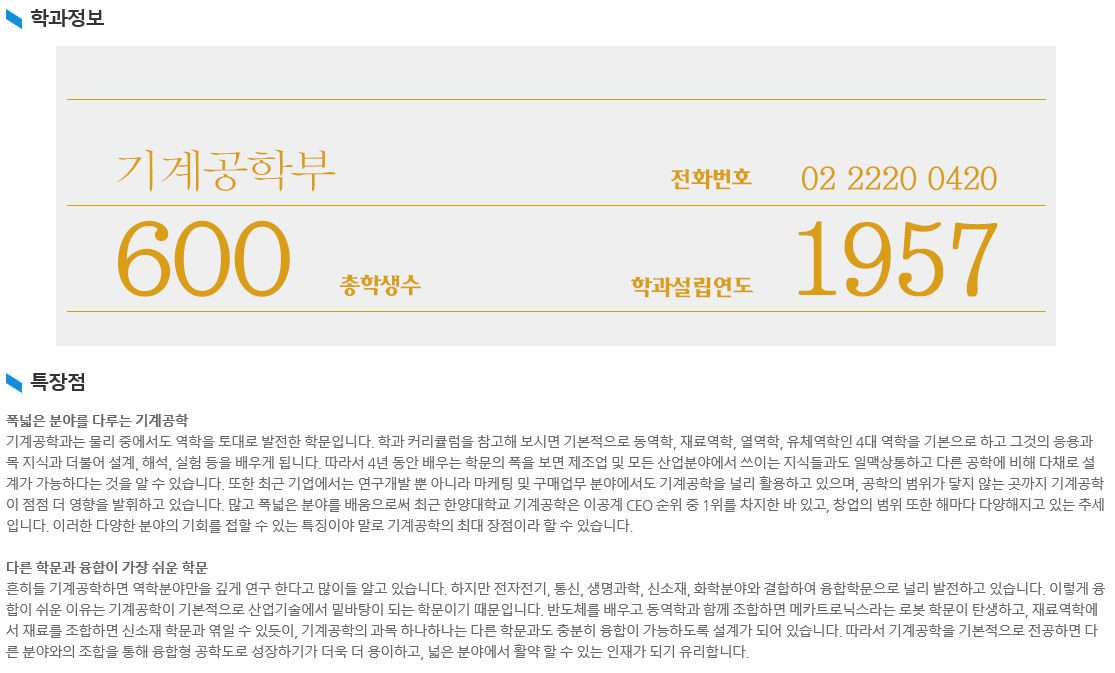 학과정보
기계공학부 전화번호 02 2220 0420
600 총학생수 학과설립연도 1957
특장점
폭넓은 분야를 다루는 기계공학
기계공학과는 물리 중에서도 역학을 토대로 발전한 학문입니다. 학과 커리큘럼을 참고해 보시면 기본적으로 동역학, 재료역학, 열역학, 유체역학인 4대 역학을 기본으로 하고 그것의 응용과
목 지식과 더불어 설계, 해석, 실험 등을 배우게 됩니다. 따라서 4년 동안 배우는 학문의 폭을 보면 제조업 및 모든 산업분야에서 쓰이는 지식들과도 일맥상통하고 다른 공학에 비해 다채로 설
계가 가능하다는 것을 알 수 있습니다. 또한 최근 기업에서는 연구개발 뿐 아니라 마케팅 및 구매업무 분야에서도 기계공학을 널리 활용하고 있으며, 공학의 범위가 닿지 않는 곳까지 기계공학
이 점점 더 영향을 발휘하고 있습니다. 많고 폭넓은 분야를 배움으로써 최근 한양대학교 기계공학은 이공계 CEO 순위 중 1위를 차지한 바 있고, 창업의 범위 또한 해마다 다양해지고 있는 추세
입니다. 이러한 다양한 분야의 기회를 접할 수 있는 특징이야 말로 기계공학의 최대 장점이라 할 수 있습니다.
다른 학문과 융합이 가장 쉬운 학문
흔히들 기계공학하면 역학분야만을 깊게 연구 한다고 많이들 알고 있습니다. 하지만 전자전기, 통신, 생명과학, 신소재, 화학분야와 결합하여 융합학문으로 널리 발전하고 있습니다. 이렇게 융
합이 쉬운 이유는 기계공학이 기본적으로 산업기술에서 밑바탕이 되는 학문이기 때문입니다. 반도체를 배우고 동역학과 함께 조합하면 메카트로닉스라는 로봇 학문이 탄생하고, 재료역학에
서 재료를 조합하면 신소재 학문과 엮일 수 있듯이, 기계공학의 과목 하나하나는 다른 학문과도 충분히 융합이 가능하도록 설계가 되어 있습니다. 따라서 기계공학을 기본적으로 전공하면 다
른 분야와의 조합을 통해 융합형 공학도로 성장하기가 더욱 더 용이하고, 넓은 분야에서 활약 할 수 있는 인재가 되기 유리합니다.